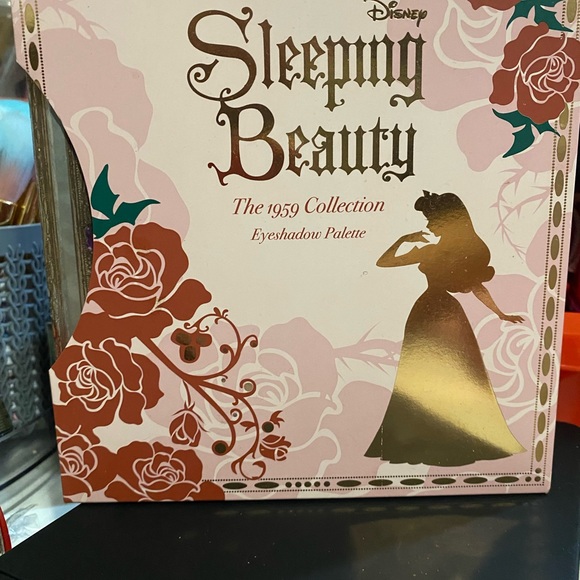 Disney
Sleeping
Beauty
The 1959 Collection
Eyeshadow Palette